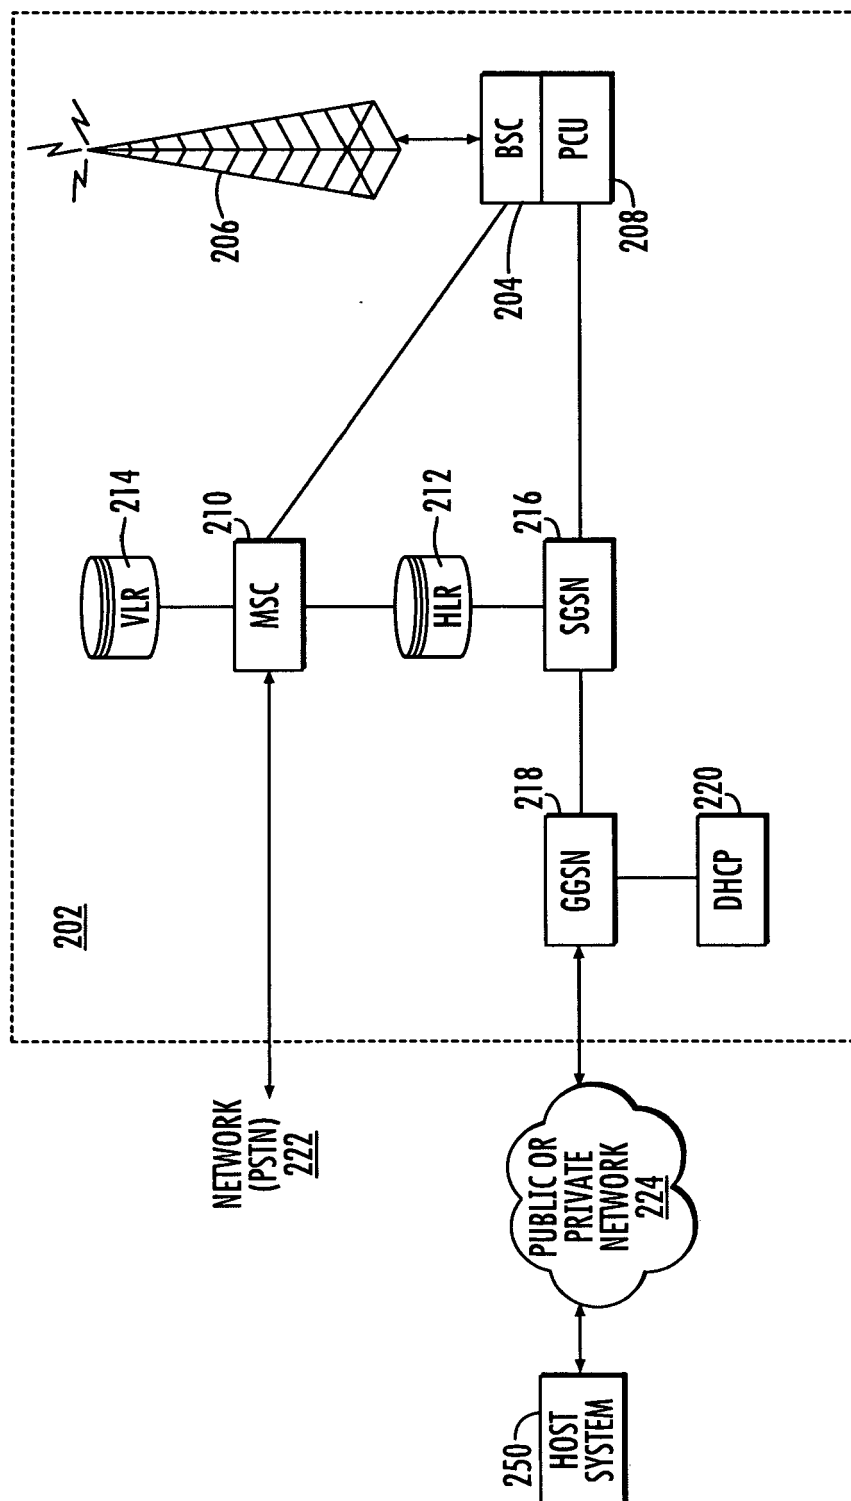 202
206
BSC
PCU
204
208
VLR
214
MSC
210
HLR
212
SGSN
216
GGSN
218
DHCP
220
NETWORK
(PSTN)
222
PUBLIC OR
PRIVATE
NETWORK
224
HOST
SYSTEM
250